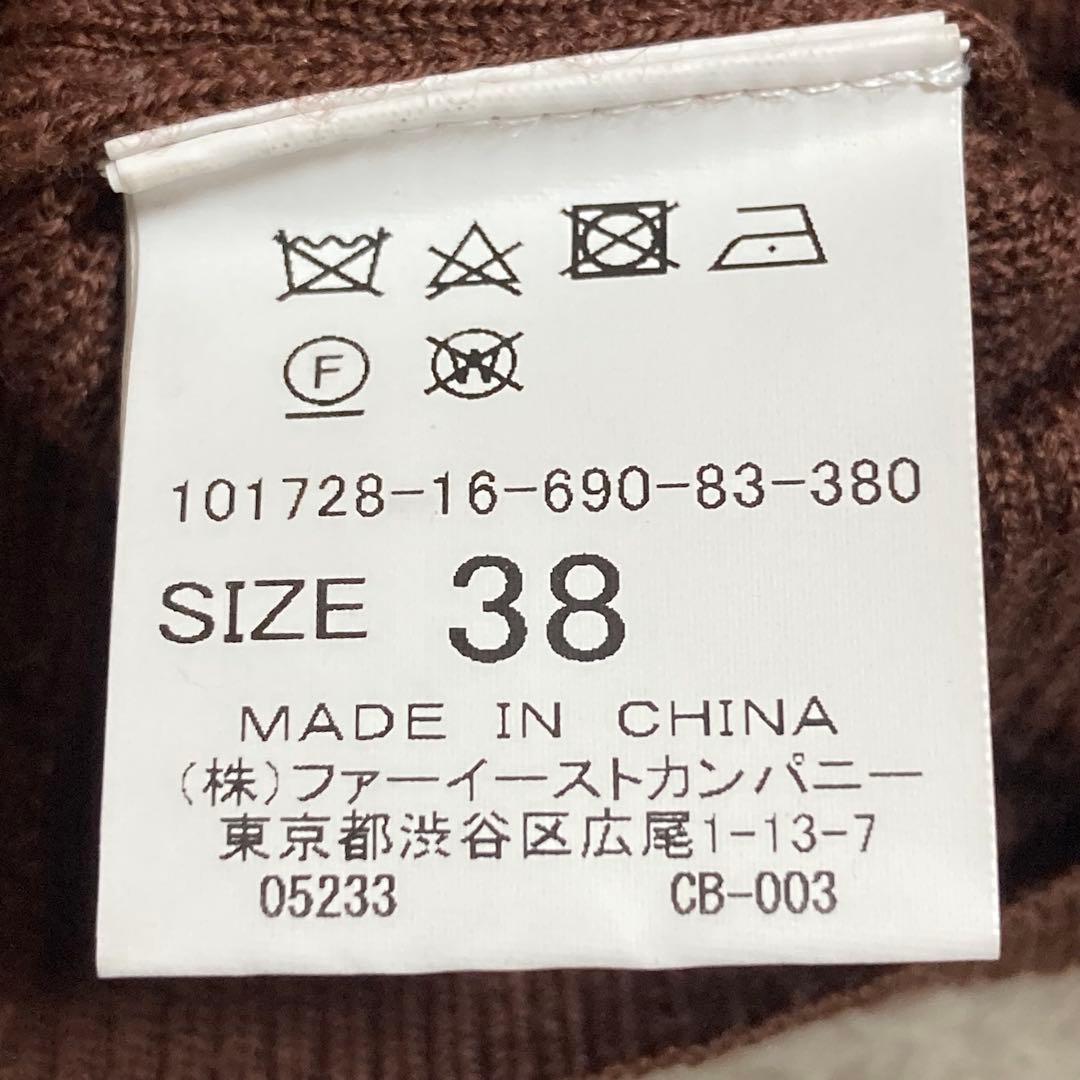 F
W
101728-16-690-83-380
SIZE 38
MADE IN CHINA
(株)ファーイーストカンパニー
東京都渋谷区広尾1-13-7
05233 CB-003